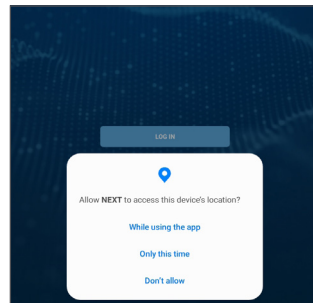 LOG IN
Allow NEXT to access this device's location?
While using the app
Only this time
Don't allow